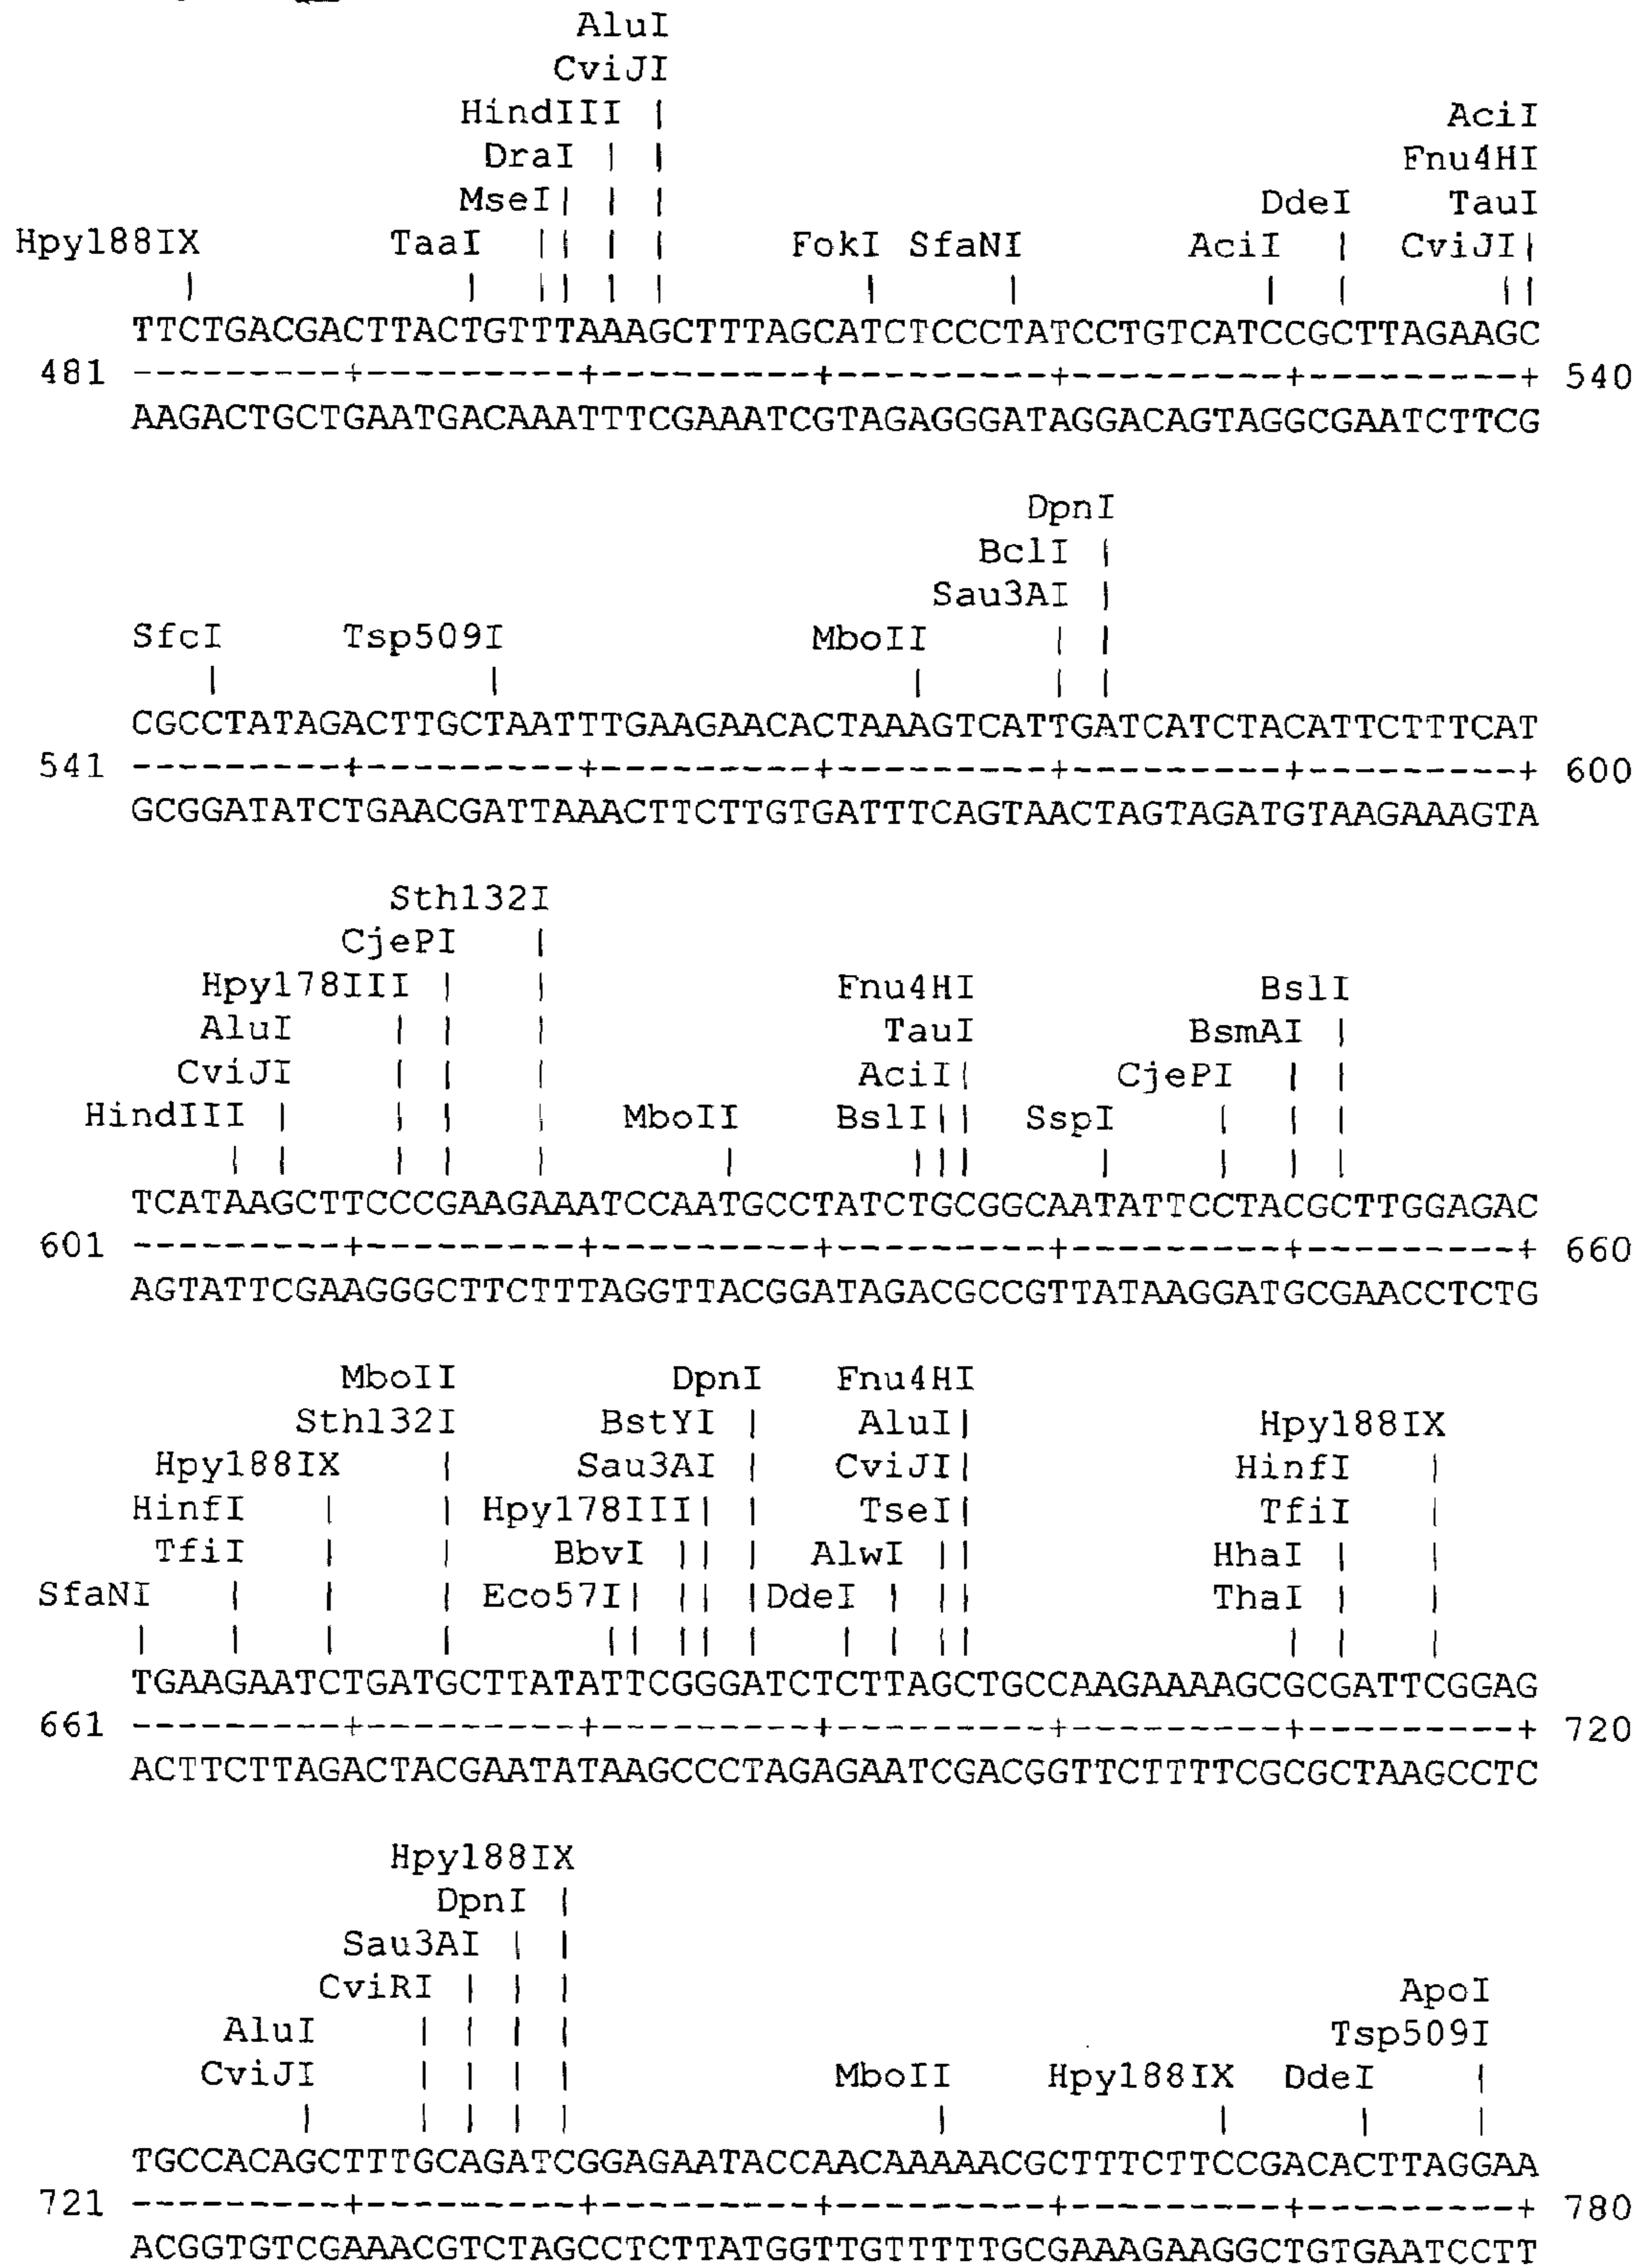 AluI
CviJI
HindIII | AciI
DraI | | Fnu4HI
MseI| | | DdeI TauI
Hpy188IX TaaI || | | FokI SfaNI AciI | CviJI|
| | || | | | | | | ||
TTCTGACGACTTACTGTTTAAAGCTTTAGCATCTCCCTATCCTGTCATCCGCTTAGAAGC
481 ---------+---------+---------+---------+---------+---------+ 540
AAGACTGCTGAATGACAAATTTCGAAATCGTAGAGGGATAGGACAGTAGGCGAATCTTCG
DpnI
BclI |
Sau3AI |
SfcI Tsp509I MboII | |
| | | | |
CGCCTATAGACTTGCTAATTTGAAGAACACTAAAGTCATTGATCATCTACATTCTTTCAT
541 ---------+---------+---------+---------+---------+---------+ 600
GCGGATATCTGAACGATTAAACTTCTTGTGATTTCAGTAACTAGTAGATGTAAGAAAGTA
Sth132I
CjePI |
Hpy178III | | Fnu4HI BslI
AluI | | | TauI BsmAI |
CviJI | | | AciI| CjePI | |
HindIII | | | | MboII BslI|| SspI | | |
| | | | | | ||| | | | |
TCATAAGCTTCCCGAAGAAATCCAATGCCTATCTGCGGCAATATTCCTACGCTTGGAGAC
601 ---------+---------+---------+---------+---------+---------+ 660
AGTATTCGAAGGGCTTCTTTAGGTTACGGATAGACGCCGTTATAAGGATGCGAACCTCTG
MboII DpnI Fnu4HI
Sth132I BstYI | AluI| Hpy188IX
Hpy188IX | Sau3AI | CviJI| HinfI |
HinfI | | Hpy178III| | TseI| TfiI |
TfiI | | BbvI || | AlwI || HhaI | |
SfaNI | | | Eco57I| || |DdeI | || ThaI | |
| | | | || || | | | || | | |
TGAAGAATCTGATGCTTATATTCGGGATCTCTTAGCTGCCAAGAAAAGCGCGATTCGGAG
661 ---------+---------+---------+---------+---------+---------+ 720
ACTTCTTAGACTACGAATATAAGCCCTAGAGAATCGACGGTTCTTTTCGCGCTAAGCCTC
Hpy188IX
DpnI |
Sau3AI | |
CviRI | | | ApoI
AluI | | | | Tsp509I
CviJI | | | | MboII Hpy188IX DdeI |
| | | | | | | | |
TGCCACAGCTTTGCAGATCGGAGAATACCAACAAAAACGCTTTCTTCCGACACTTAGGAA
721 ---------+---------+---------+---------+---------+---------+ 780
ACGGTGTCGAAACGTCTAGCCTCTTATGGTTGTTTTTGCGAAAGAAGGCTGTGAATCCTT